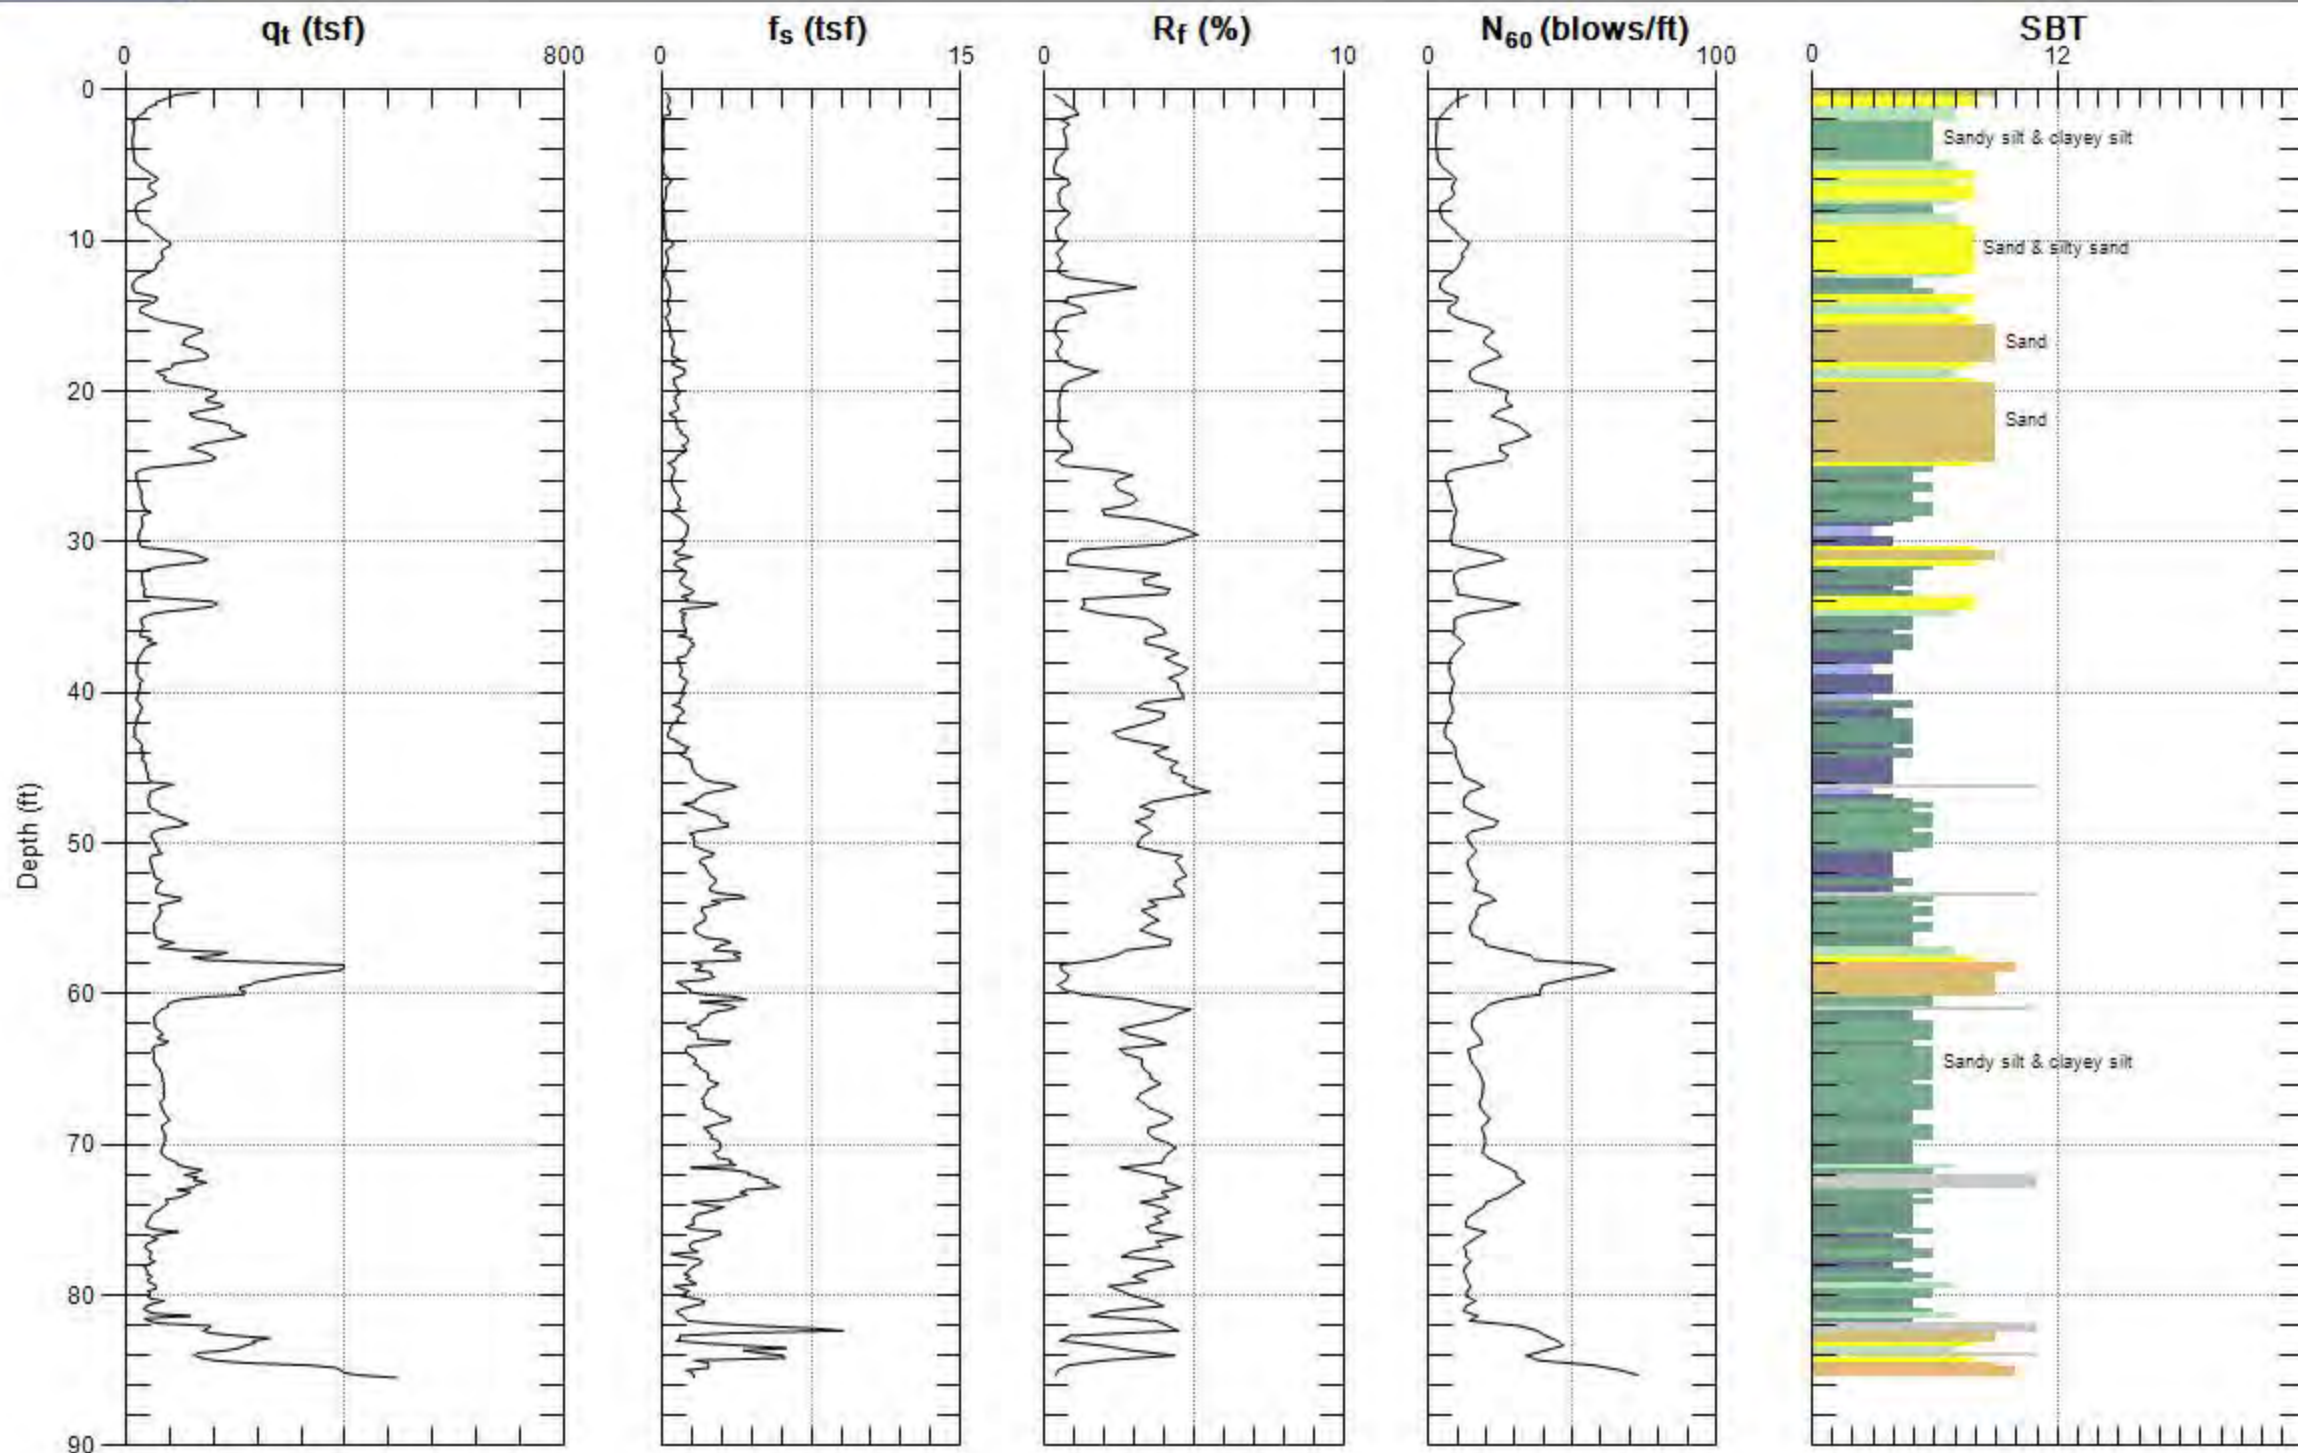 qt (tsf) fs (tsf) Rf (%) N60 (blows/ft) SBT
0 800 0 15 0 10 0 100 0 12
0
Sandy silt & clayey silt
10
Sand & silty sand
Sand
20
Sand
30
40
Depth (ft)
50
60
Sandy silt & clayey silt
70
80
90